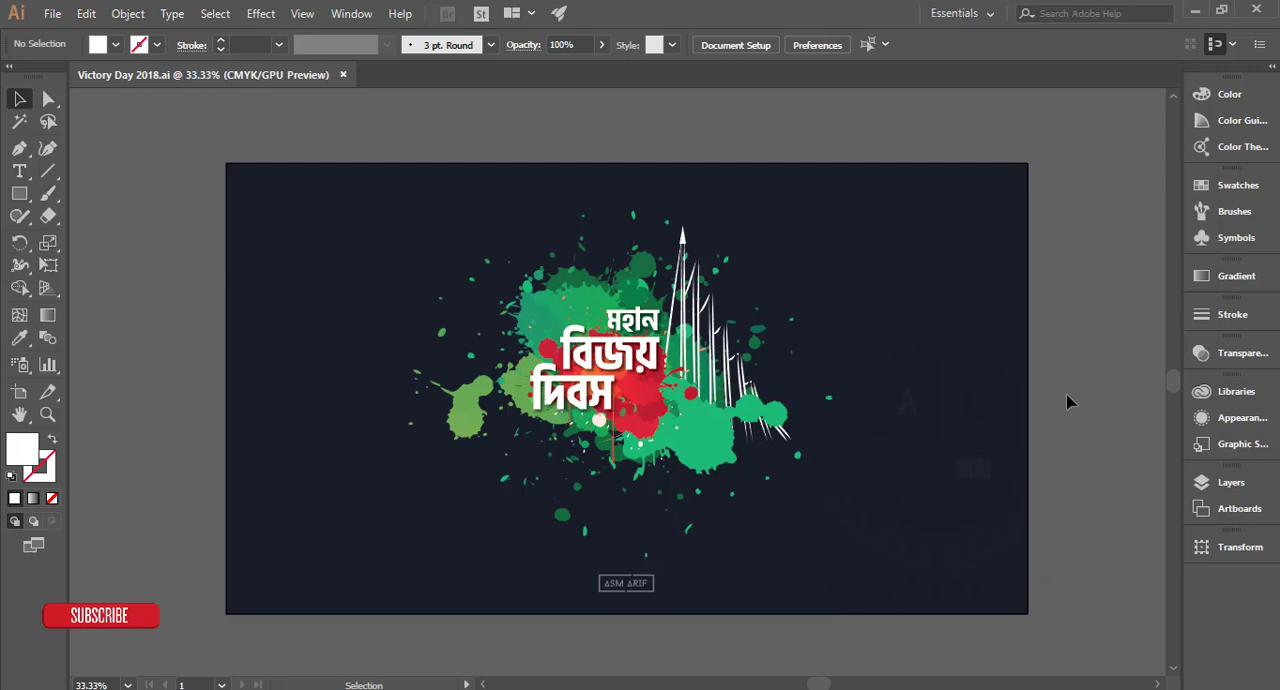 Ai File Edit Object Type Select Effect View Window Help Br St Essentials Search Adobe Help
No Selection Stroke: 3 pt. Round Opacity: 100% Style: Document Setup Preferences
Victory Day 2018.ai @ 33.33% (CMYK/GPU Preview)
Color
Color Gui...
Color The...
Swatches
Brushes
Symbols
Gradient
Stroke
Transpare...
Libraries
Appearan...
Graphic S...
Layers
Artboards
Transform
মহান
বিজয়
দিবস
ASM ARIF
SUBSCRIBE
33.33% 1 Selection